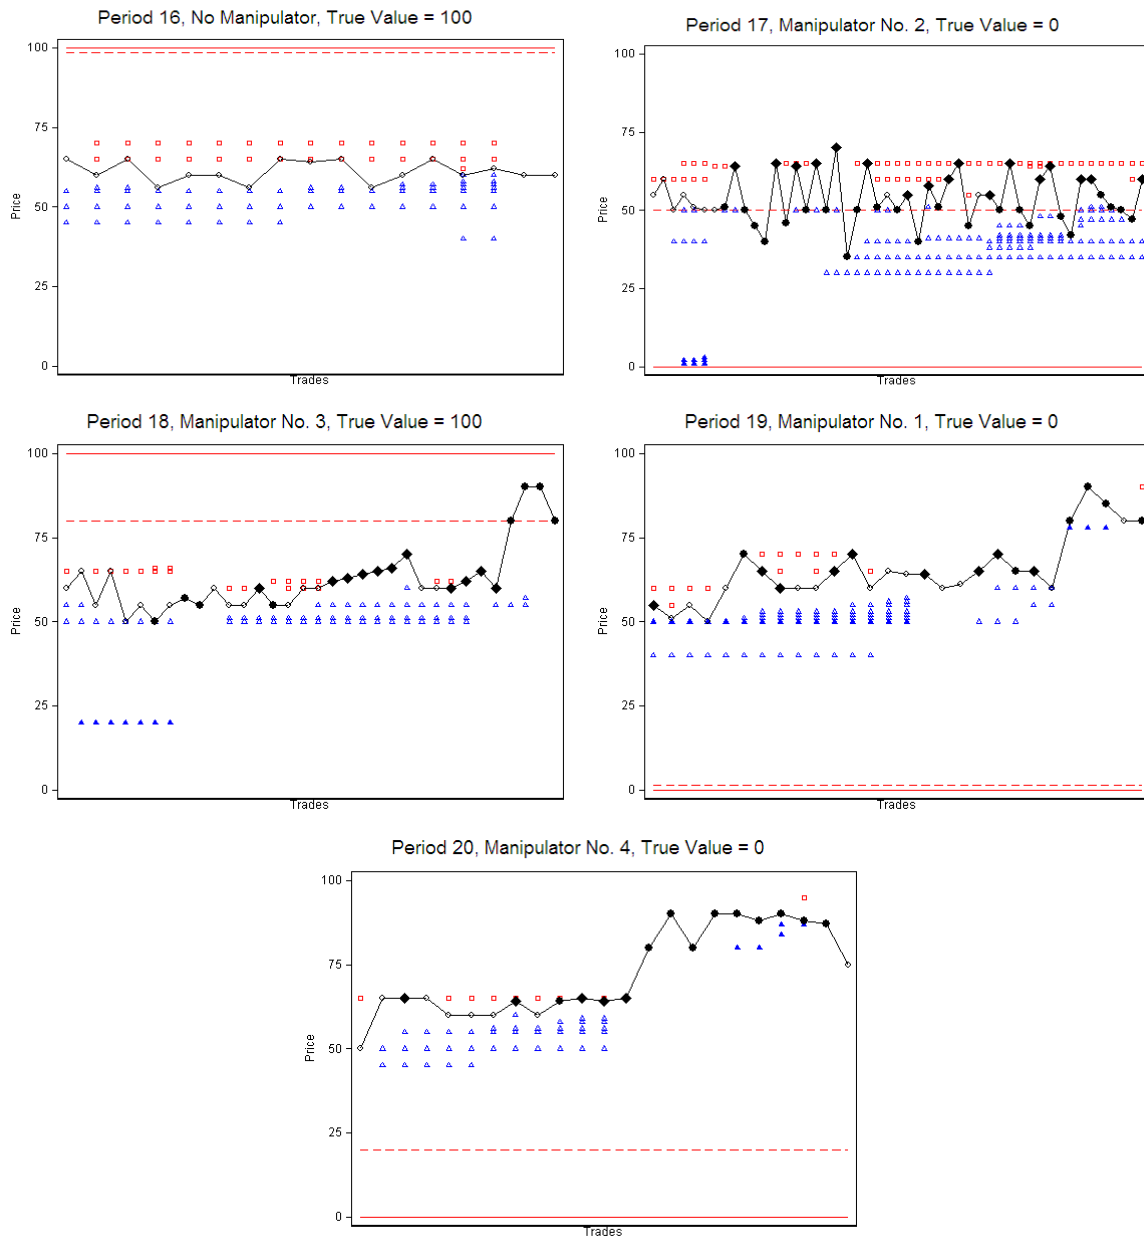 Period 16, No Manipulator, True Value = 100
100
75
50
25
0
Price
Trades
Period 17, Manipulator No. 2, True Value = 0
100
75
50
25
0
Price
Trades
Period 18, Manipulator No. 3, True Value = 100
100
75
50
25
0
Price
Trades
Period 19, Manipulator No. 1, True Value = 0
100
75
50
25
0
Price
Trades
Period 20, Manipulator No. 4, True Value = 0
100
75
50
25
0
Price
Trades